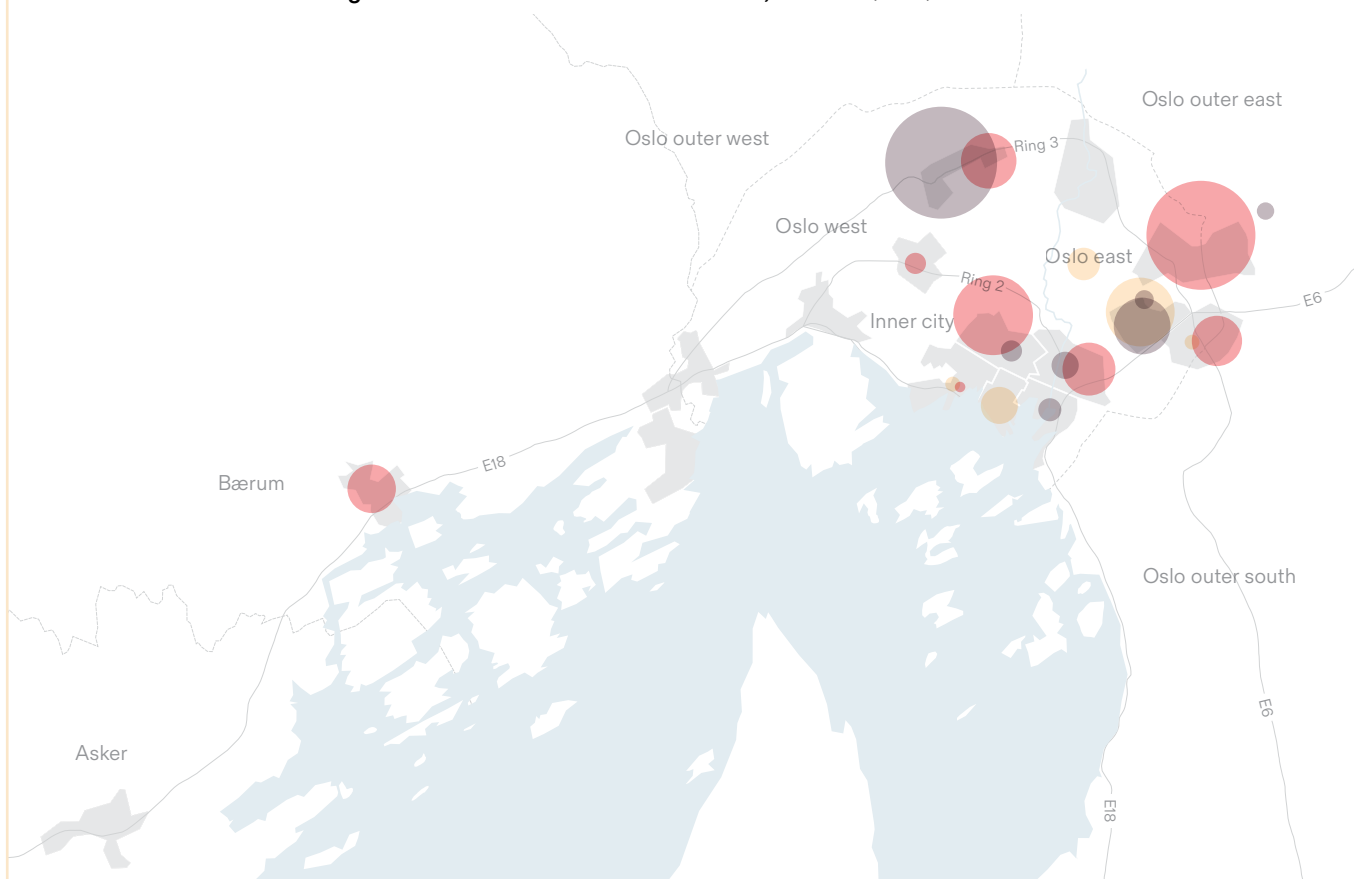 Oslo outer east
Oslo outer west
Ring 3
Oslo west
Oslo east
Ring 2
E6
Inner city
E18
Bærum
Oslo outer south
E6
Asker
E18